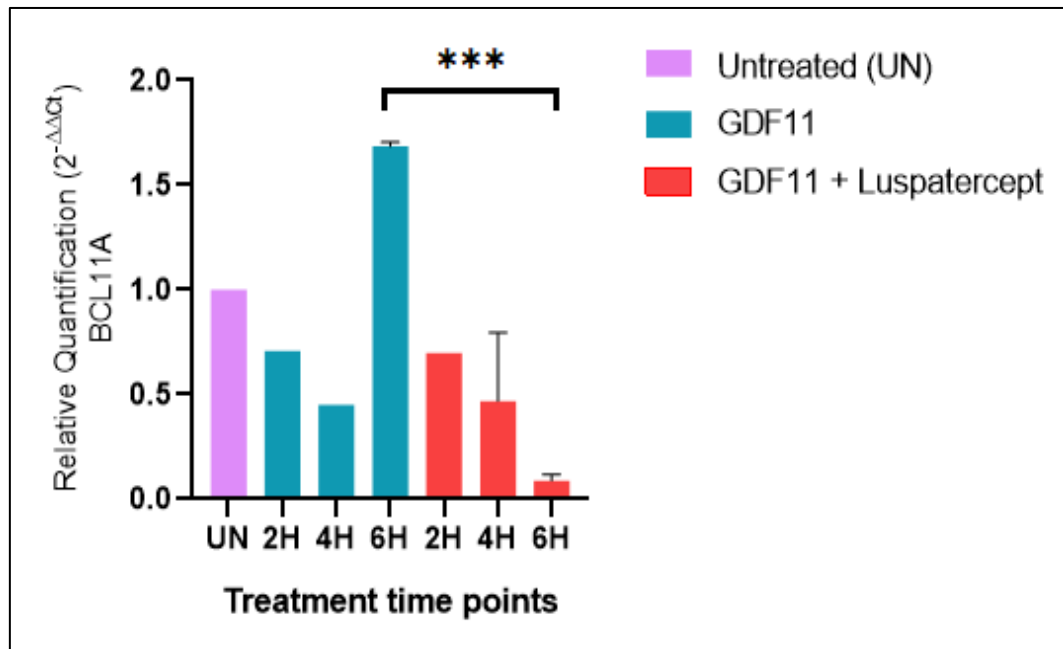 ***
2.0
1.5
1.0
0.5
0.0
Relative Quantification (2^-ΔΔCt)
BCL11A
UN 2H 4H 6H 2H 4H 6H
Treatment time points
Untreated (UN)
GDF11
GDF11 + Luspatercept